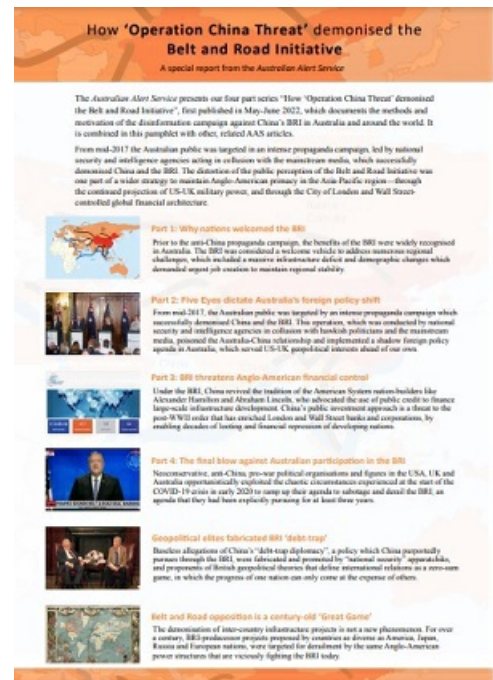 How ‘Operation China Threat’ demonised the
Belt and Road Initiative
A special report from the Australian Alert Service
The Australian Alert Service presents our four part series “How ‘Operation China Threat’ demonised
the Belt and Road Initiative”, first published in May-June 2022, which documents the methods and
motivation of the disinformation campaign against China’s BRI in Australia and around the world. It
is combined in this pamphlet with other, related AAS articles.
From mid-2017 the Australian public was targeted in an intense propaganda campaign, led by national
security and intelligence agencies acting in collusion with the mainstream media, which successfully
demonised China and the BRI. The distortion of the public perception of the Belt and Road Initiative was
one part of a wider strategy to maintain Anglo-American primacy in the Asia Pacific region—through
the continued projection of US-UK military power, and through the City of London and Wall Street-
controlled global financial architecture.
Part 1: Why nations welcomed the BRI
Prior to the anti-China propaganda campaign, the benefits of the BRI were widely recognised
in Australia. The BRI was considered a welcome vehicle to address numerous regional
challenges, which included a massive infrastructure deficit and demographic changes which
demanded urgent job creation to maintain regional stability.
Part 2: Five Eyes dictate Australia’s foreign policy shift
From mid-2017, the Australian public was targeted by an intense propaganda campaign which
successfully demonised China and the BRI. This operation, which was conducted by national
security and intelligence agencies in collusion with hawkish politicians and the mainstream
media, poisoned the Australia-China relationship and implemented a shadow foreign policy
agenda in Australia, which served US-UK geopolitical interests ahead of our own.
Part 3: BRI threatens Anglo-American financial control
Under the BRI, China revived the tradition of the American System nation-builders like
Alexander Hamilton and Abraham Lincoln, who advocated the use of public credit to finance
large-scale infrastructure development. China’s public investment approach is a threat to the
post-WWII order that has enriched London and Wall Street banks and corporations, by
enabling decades of looting and financial repression of developing nations.
Part 4: The final blow against Australian participation in the BRI
Neoconservative, anti-China, pro-war political organisations and figures in the USA, UK and
Australia opportunistically exploited the chaotic circumstances experienced at the start of the
COVID-19 crisis in early 2020 to ramp up their agenda to sabotage and derail the BRI, an
agenda that they had been explicitly pursuing for at least three years.
Geopolitical elites fabricated BRI ‘debt-trap’
Baseless allegations of China’s “debt-trap diplomacy”, a policy which China purportedly
pursues through the BRI, were fabricated and promoted by “national security” apparatchiks,
and proponents of British geopolitical theories that define international relations as a zero-sum
game, in which the progress of one nation can only come at the expense of others.
Belt and Road opposition is a century-old ‘Great Game’
The demonisation of inter-country infrastructure projects is not a new phenomenon. For over
a century, BRI-predecessor projects proposed by countries as diverse as America, Japan,
Russia and European nations, were targeted for derailment by the same Anglo-American
power structures that are viciously fighting the BRI today.